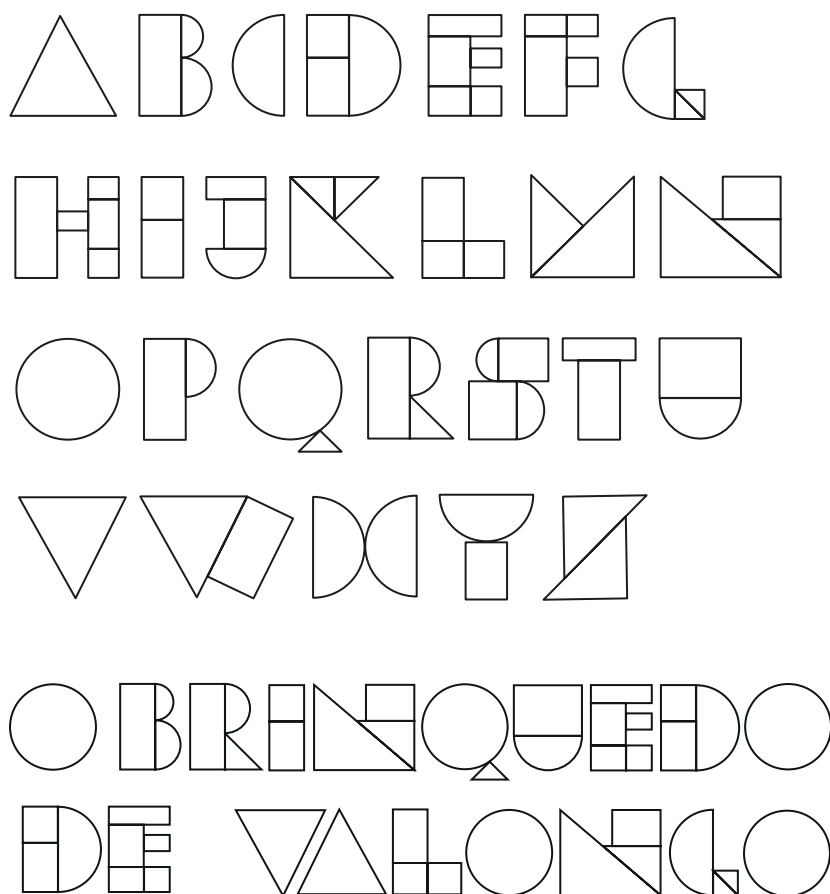 ABCDEFG
HIJKLMN
OPQRSTU
VWXYZ
O BRINQUEDO
DE VALONGO